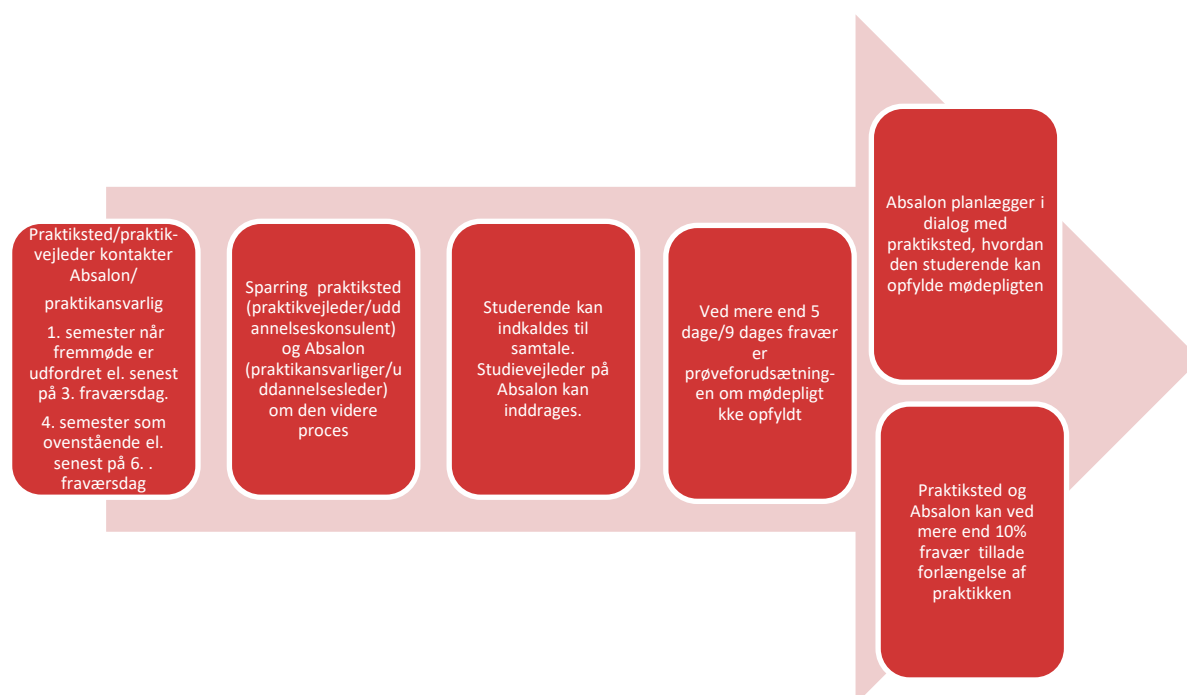 Praktiksted/praktik-
vejleder kontakter
Absalon/
praktikansvarlig
1. semester når
fremmøde er
udfordret el. senest
på 3. fraværsdag.
4. semester som
ovenstående el.
senest på 6. .
fraværsdag
Sparring praktiksted
(praktikvejleder/udd
annelseskonsulent)
og Absalon
(praktikansvarliger/u
ddannelsesleder)
om den videre
proces
Studerende kan
indkaldes til
samtale.
Studievejleder på
Absalon kan
inddrages.
Ved mere end 5
dage/9 dages fravær
er
prøveforudsætning-
en om mødepligt
kke opfyldt
Absalon planlægger i
dialog med
praktiksted, hvordan
den studerende kan
opfylde mødepligten
Praktiksted og
Absalon kan ved
mere end 10%
fravær tillade
forlængelse af
praktikken